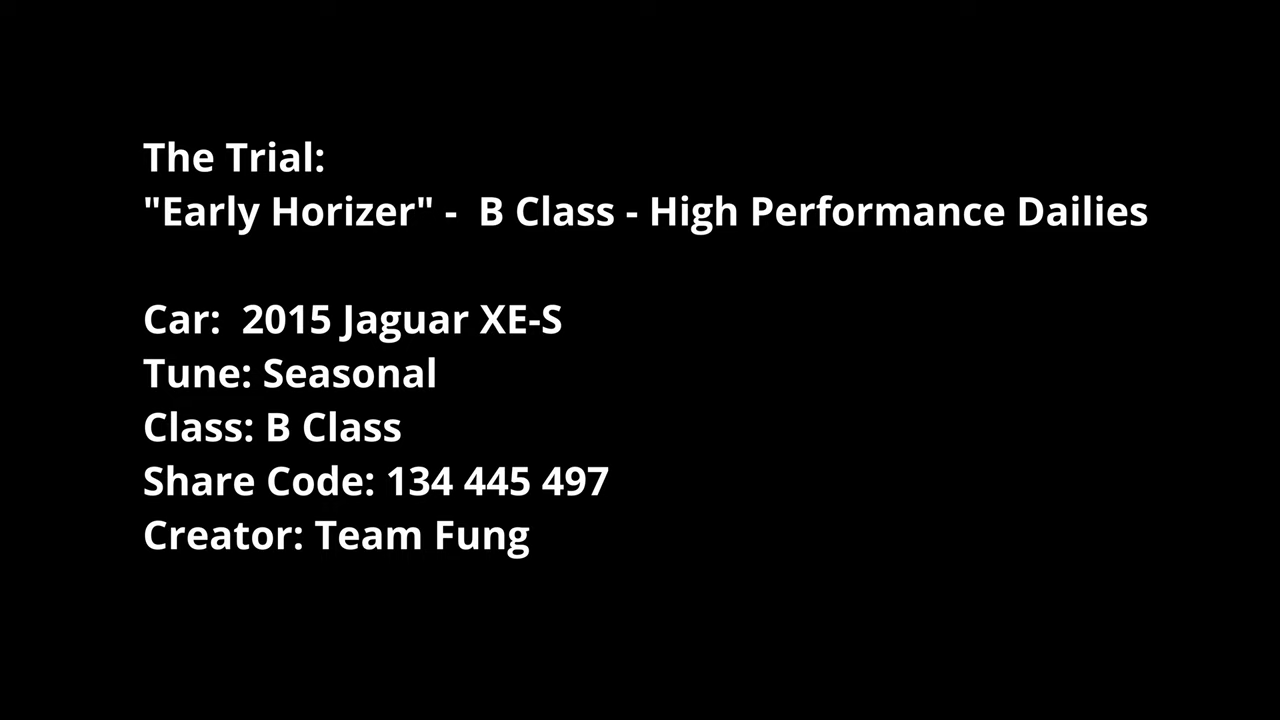 The Trial:
"Early Horizer" -  B Class - High Performance Dailies
Car:  2015 Jaguar XE-S
Tune: Seasonal
Class: B Class
Share Code: 134 445 497
Creator: Team Fung